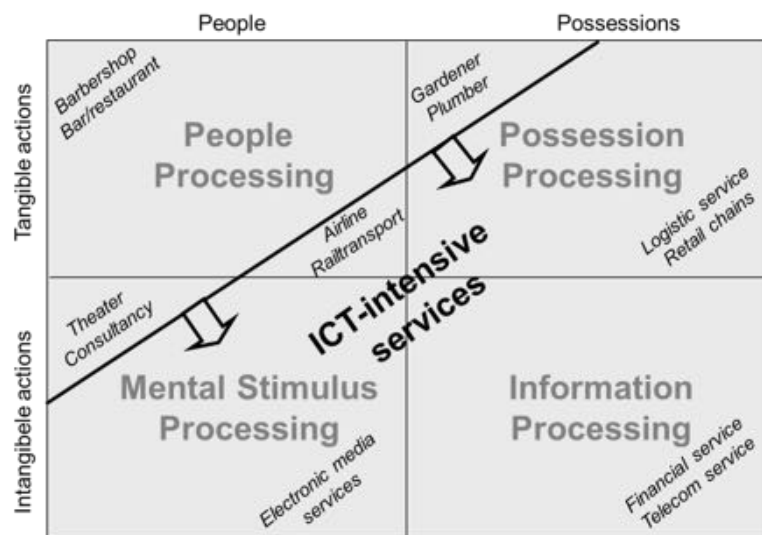 People
Possessions
Tangible actions
Intangibele actions
Barbershop
Bar/restaurant
People
Processing
Airline
Railtransport
Gardener
Plumber
Possession
Processing
Logistic service
Retail chains
ICT-intensive
services
Theater
Consultancy
Mental Stimulus
Processing
Electronic media
services
Information
Processing
Financial service
Telecom service